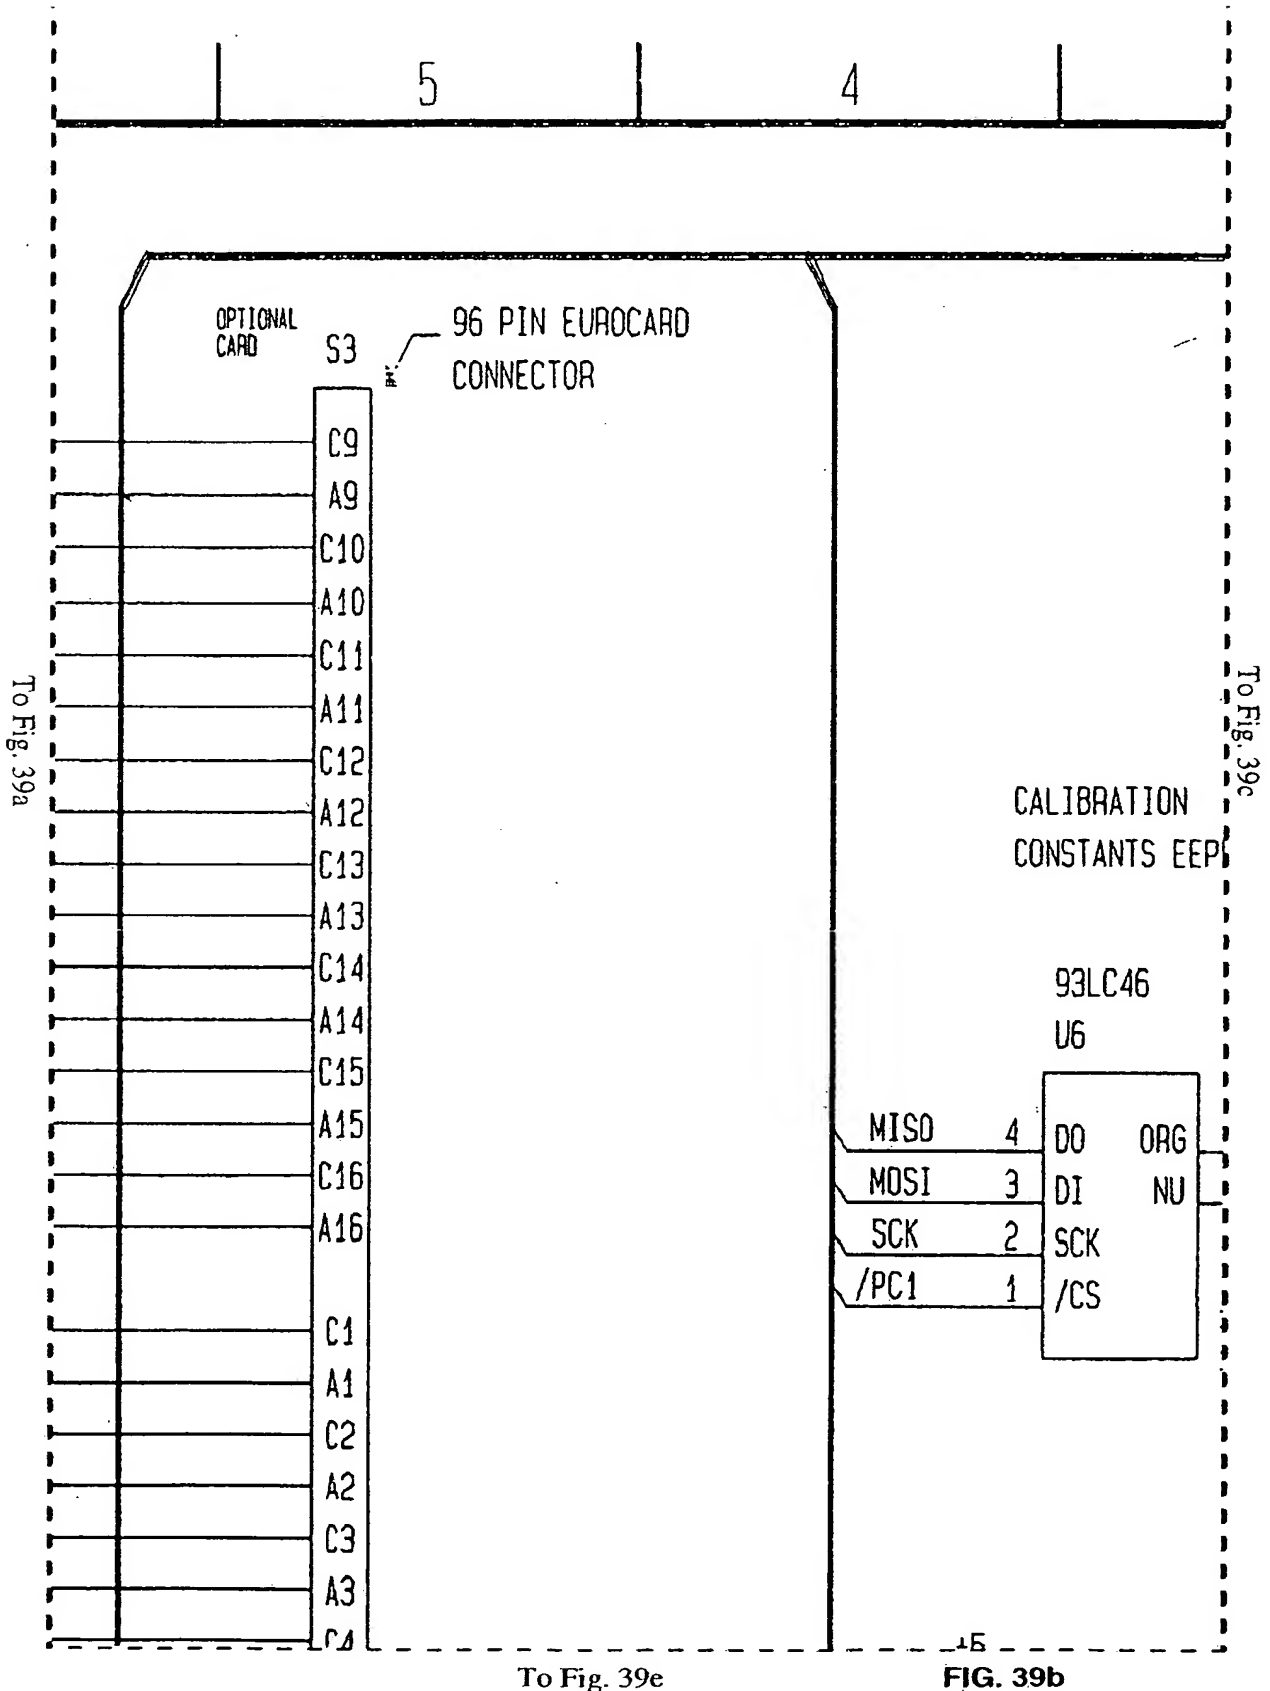 5 4
OPTIONAL
CARD
S3
96 PIN EUROCARD
CONNECTOR
C9
A9
C10
A10
C11
A11
C12
A12
C13
A13
C14
A14
C15
A15
C16
A16
C1
A1
C2
A2
C3
A3
C4
To Fig. 39a
To Fig. 39c
CALIBRATION
CONSTANTS EEP
93LC46
U6
MISO 4 DO ORG
MOSI 3 DI NU
SCK 2 SCK
/PC1 1 /CS
To Fig. 39e
FIG. 39b